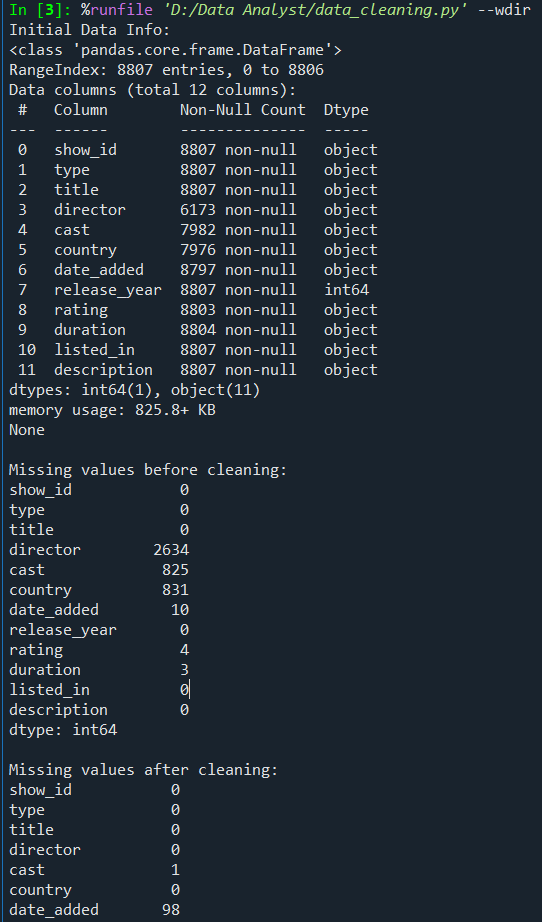 In [3]: %runfile 'D:/Data Analyst/data_cleaning.py' --wdir
Initial Data Info:
<class 'pandas.core.frame.DataFrame'>
RangeIndex: 8807 entries, 0 to 8806
Data columns (total 12 columns):
 #   Column        Non-Null Count  Dtype
---  ------        --------------  -----
 0   show_id       8807 non-null   object
 1   type          8807 non-null   object
 2   title         8807 non-null   object
 3   director      6173 non-null   object
 4   cast          7982 non-null   object
 5   country       7976 non-null   object
 6   date_added    8797 non-null   object
 7   release_year  8807 non-null   int64
 8   rating        8803 non-null   object
 9   duration      8804 non-null   object
 10  listed_in     8807 non-null   object
 11  description   8807 non-null   object
dtypes: int64(1), object(11)
memory usage: 825.8+ KB
None

Missing values before cleaning:
show_id            0
type               0
title              0
director        2634
cast             825
country          831
date_added        10
release_year       0
rating             4
duration           3
listed_in          0
description        0
dtype: int64

Missing values after cleaning:
show_id           0
type              0
title             0
director          0
cast              1
country           0
date_added       98